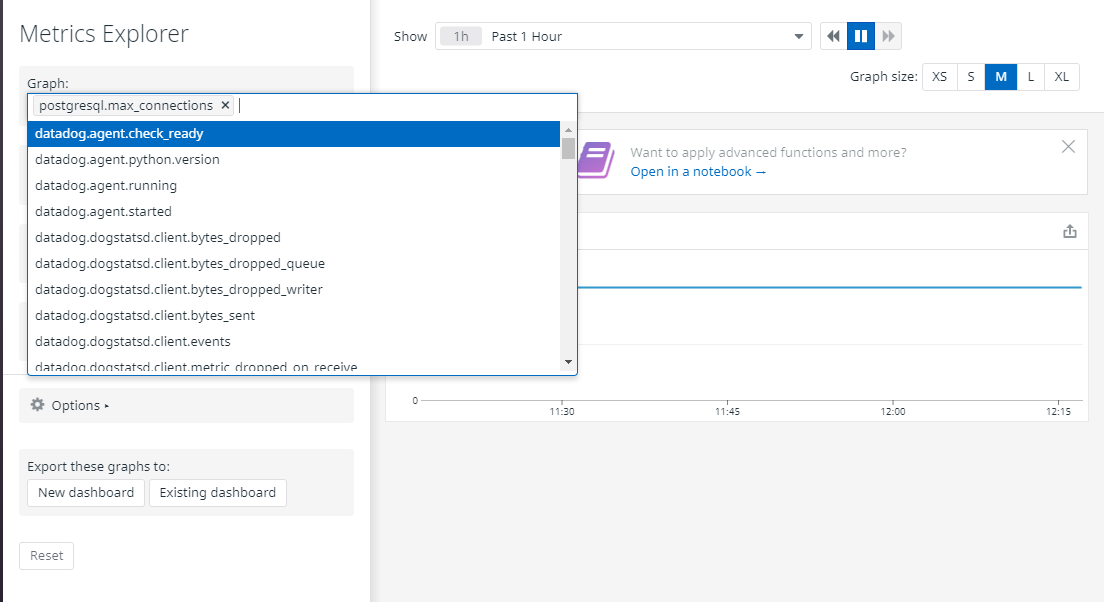 Metrics Explorer
Graph:
postgresql.max_connections ×
datadog.agent.check_ready
datadog.agent.python.version
datadog.agent.running
datadog.agent.started
datadog.dogstatsd.client.bytes_dropped
datadog.dogstatsd.client.bytes_dropped_queue
datadog.dogstatsd.client.bytes_dropped_writer
datadog.dogstatsd.client.bytes_sent
datadog.dogstatsd.client.events
datadog.dogstatsd.client.metric_dropped_on_receive
Options
Export these graphs to:
New dashboard Existing dashboard
Reset
Show 1h Past 1 Hour
Graph size: XS S M L XL
Want to apply advanced functions and more?
Open in a notebook →
0
11:30 11:45 12:00 12:15